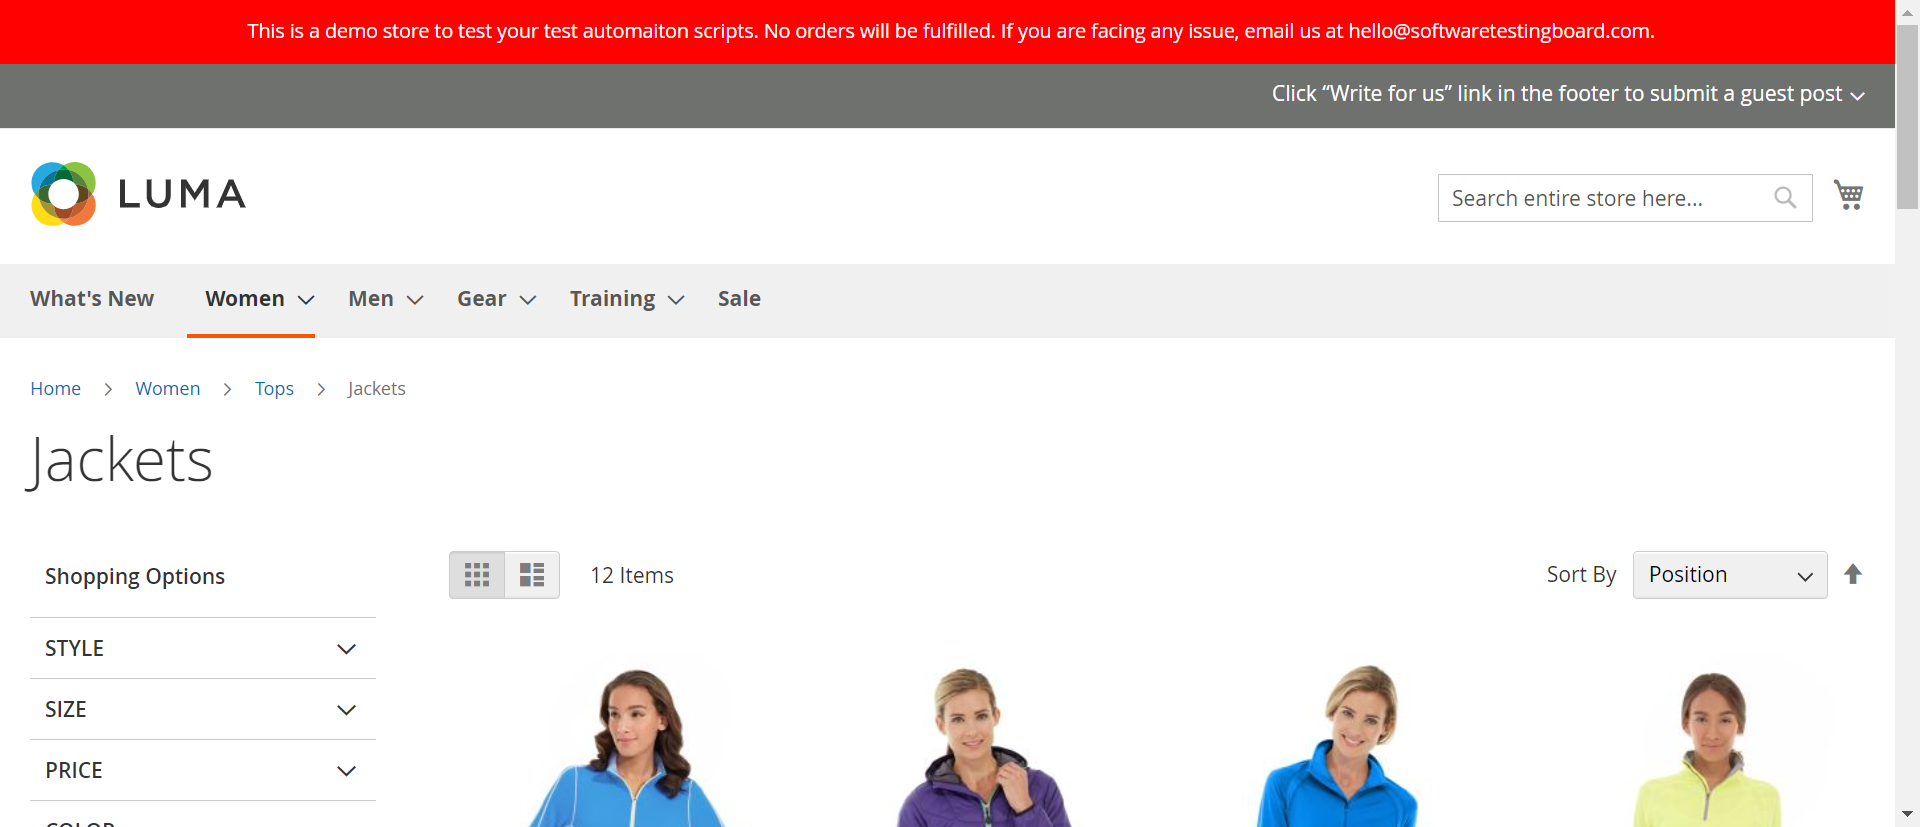 This is a demo store to test your test automaiton scripts. No orders will be fulfilled. If you are facing any issue, email us at hello@softwaretestingboard.com.
Click “Write for us” link in the footer to submit a guest post
LUMA
Search entire store here...
What's New Women Men Gear Training Sale
Home Women Tops Jackets
Jackets
Shopping Options
12 Items
Sort By Position
STYLE
SIZE
PRICE
COLOR